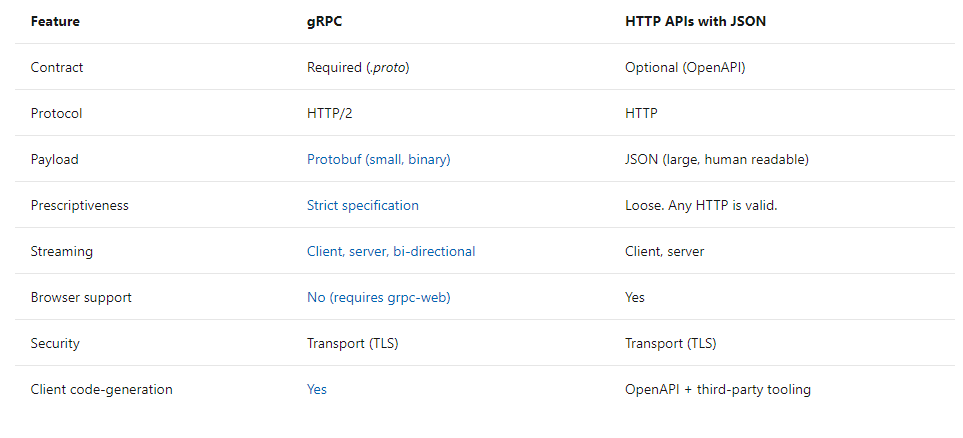 Feature gRPC HTTP APIs with JSON
Contract Required (.proto) Optional (OpenAPI)
Protocol HTTP/2 HTTP
Payload Protobuf (small, binary) JSON (large, human readable)
Prescriptiveness Strict specification Loose. Any HTTP is valid.
Streaming Client, server, bi-directional Client, server
Browser support No (requires grpc-web) Yes
Security Transport (TLS) Transport (TLS)
Client code-generation Yes OpenAPI + third-party tooling